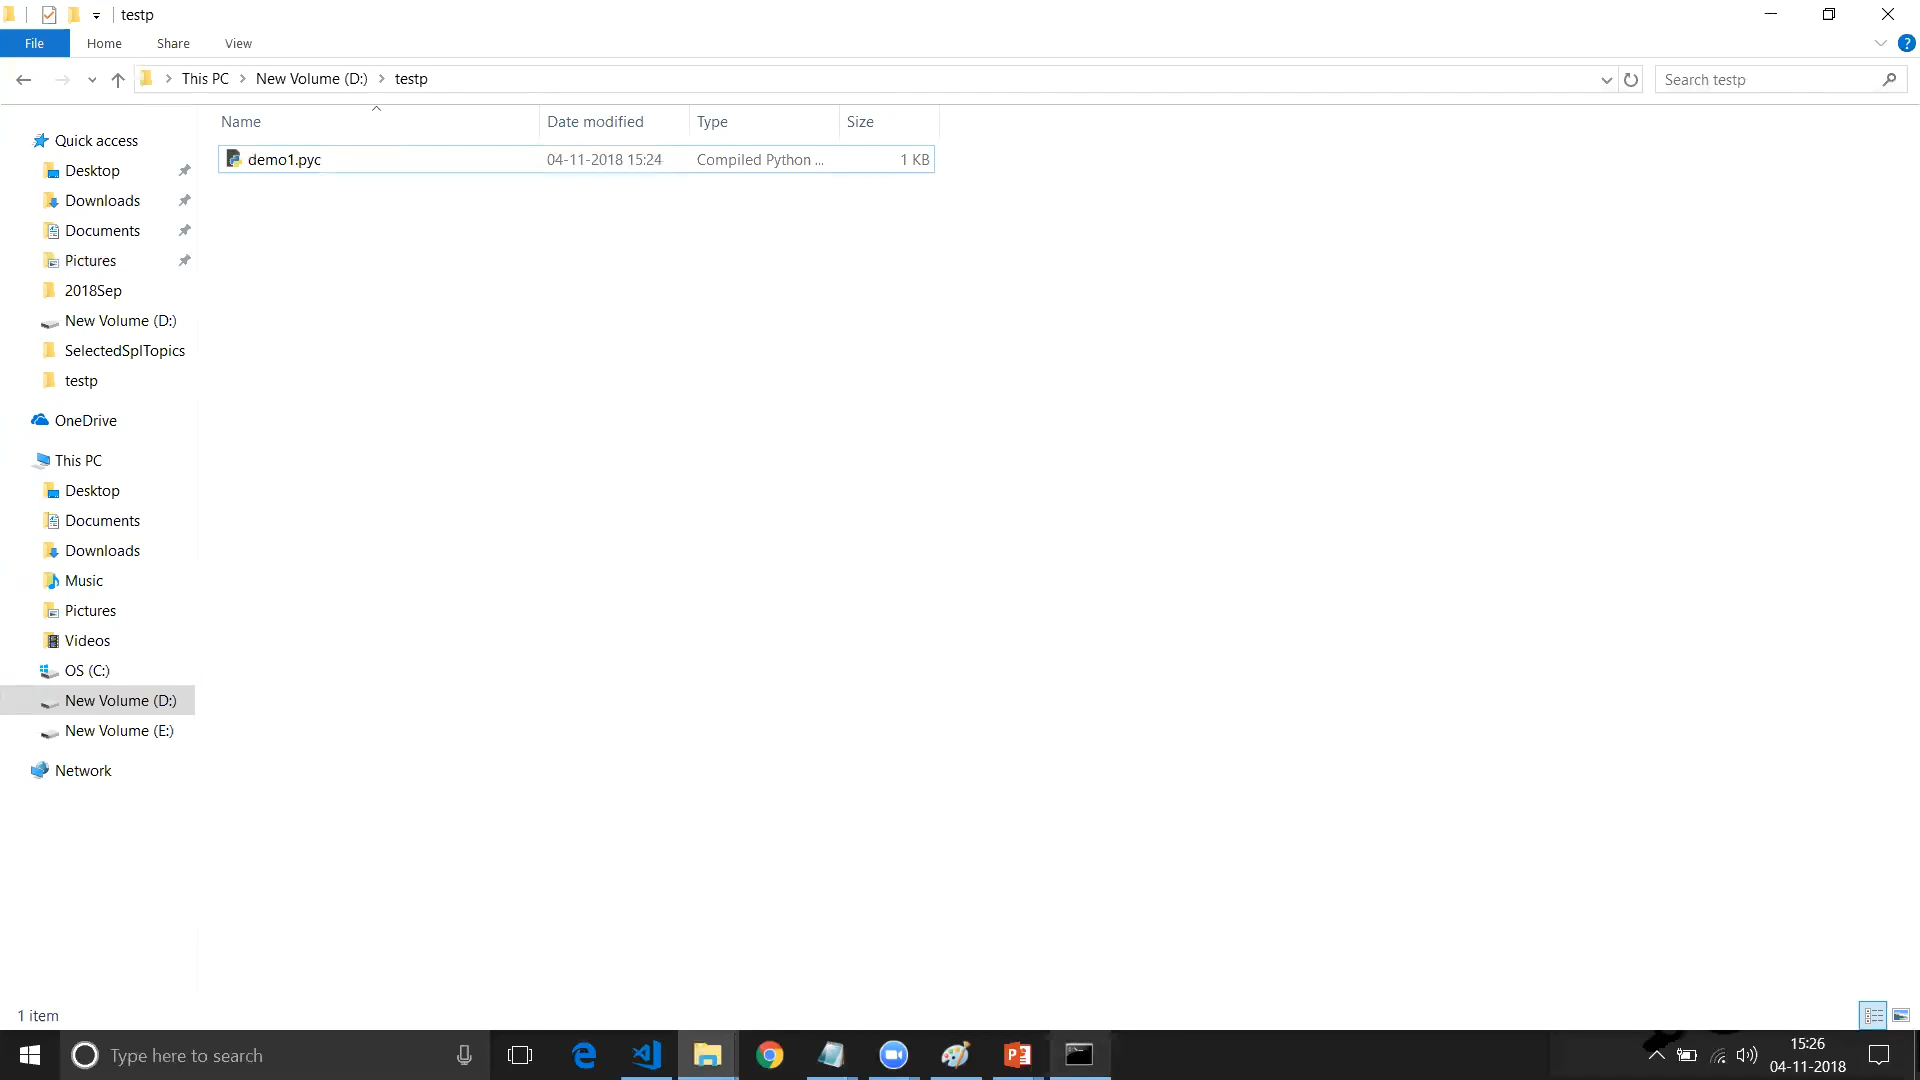 testp
File Home Share View
This PC New Volume (D:) testp
Search testp
Name Date modified Type Size
demo1.pyc 04-11-2018 15:24 Compiled Python ... 1 KB
Quick access
Desktop
Downloads
Documents
Pictures
2018Sep
New Volume (D:)
SelectedSplTopics
testp
OneDrive
This PC
Desktop
Documents
Downloads
Music
Pictures
Videos
OS (C:)
New Volume (D:)
New Volume (E:)
Network
1 item
Type here to search
15:26
04-11-2018